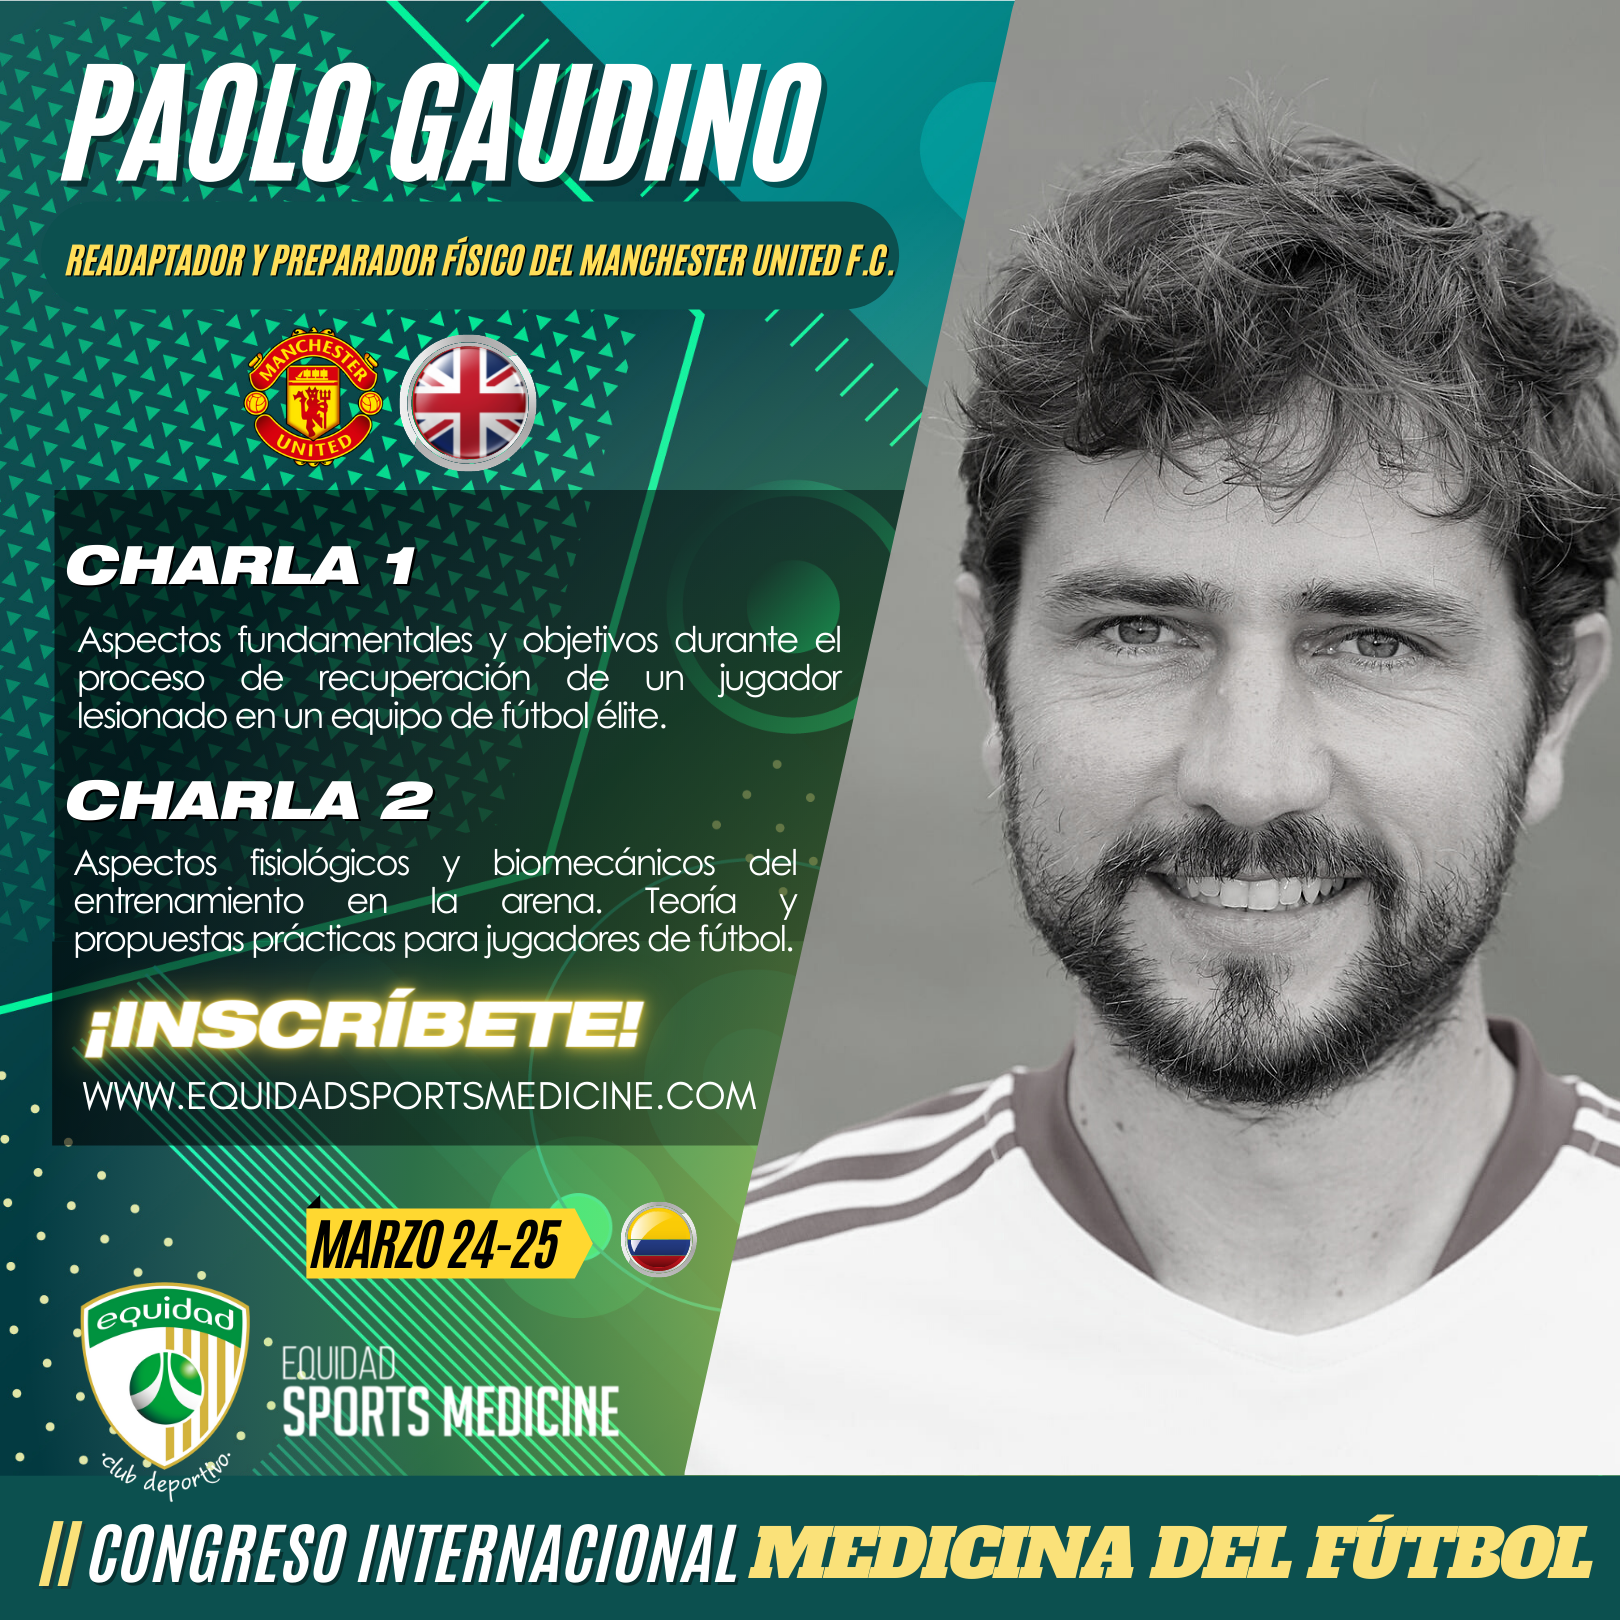 PAOLO GAUDINO
READAPTADOR Y PREPARADOR FÍSICO DEL MANCHESTER UNITED F.C.
MANCHESTER
UNITED
CHARLA 1
Aspectos fundamentales y objetivos durante el
proceso de recuperación de un jugador
lesionado en un equipo de fútbol élite.
CHARLA 2
Aspectos fisiológicos y biomecánicos del
entrenamiento en la arena. Teoría y
propuestas prácticas para jugadores de fútbol.
¡INSCRÍBETE!
WWW.EQUIDADSPORTSMEDICINE.COM
MARZO 24-25
equidad
·club deportivo·
EQUIDAD
SPORTS MEDICINE
II CONGRESO INTERNACIONAL MEDICINA DEL FÚTBOL